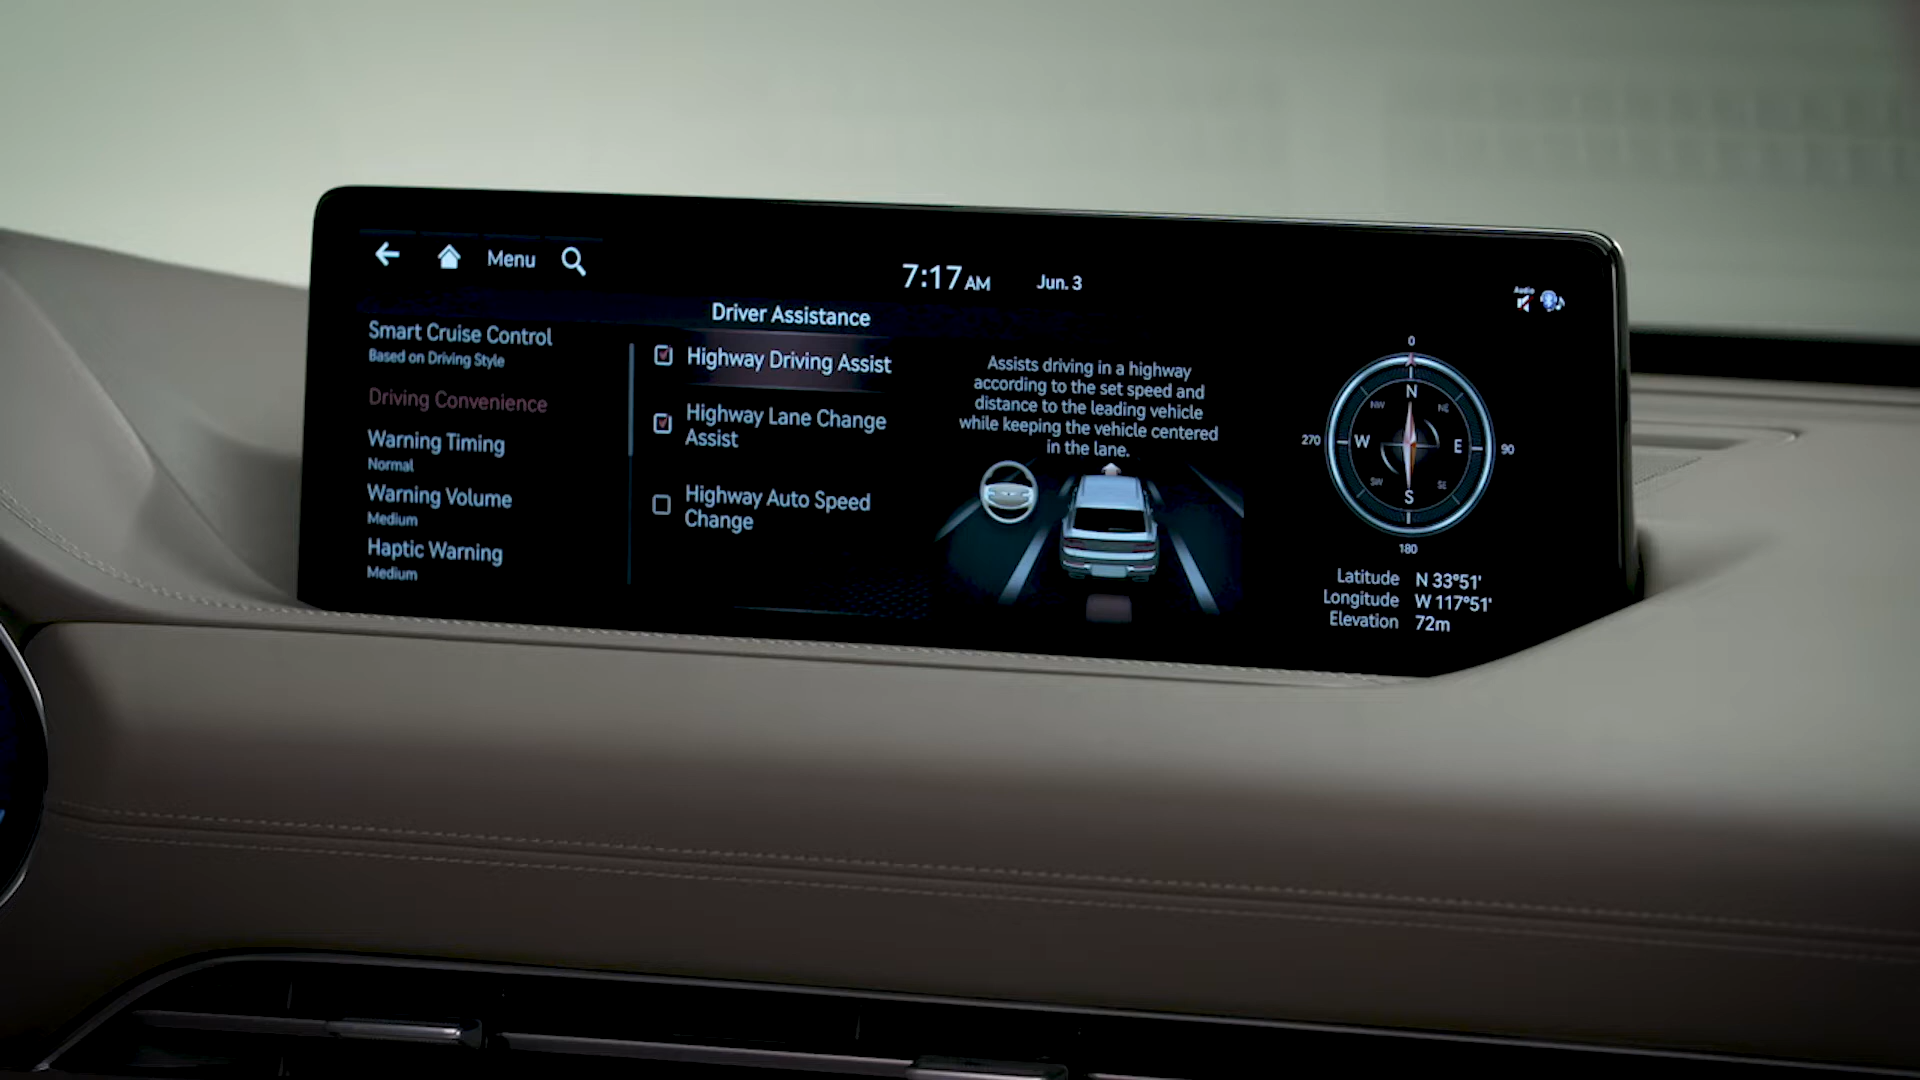 Menu
7:17 AM Jun. 3
Audio
Driver Assistance
Smart Cruise Control
Based on Driving Style
Driving Convenience
Warning Timing
Normal
Warning Volume
Medium
Haptic Warning
Medium
Highway Driving Assist
Highway Lane Change
Assist
Highway Auto Speed
Change
Assists driving in a highway
according to the set speed and
distance to the leading vehicle
while keeping the vehicle centered
in the lane.
0
N
NW NE
270 W E 90
SW SE
S
180
Latitude N 33°51'
Longitude W 117°51'
Elevation 72m